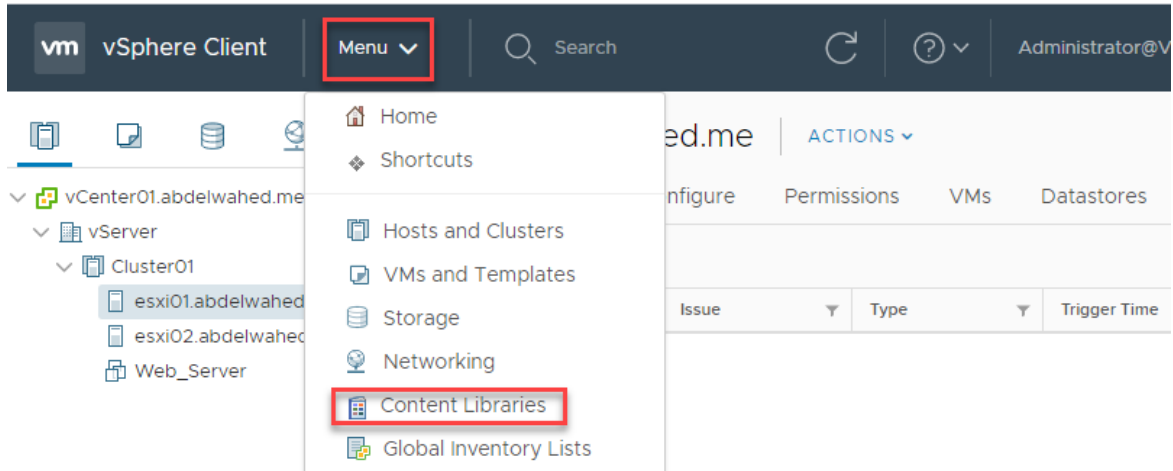 vm vSphere Client Menu Search Administrator@V
Home
Shortcuts
Hosts and Clusters
VMs and Templates
Storage
Networking
Content Libraries
Global Inventory Lists
vCenter01.abdelwahed.me
vServer
Cluster01
esxi01.abdelwahed
esxi02.abdelwahed
Web_Server
ed.me ACTIONS
nfigure Permissions VMs Datastores
Issue Type Trigger Time